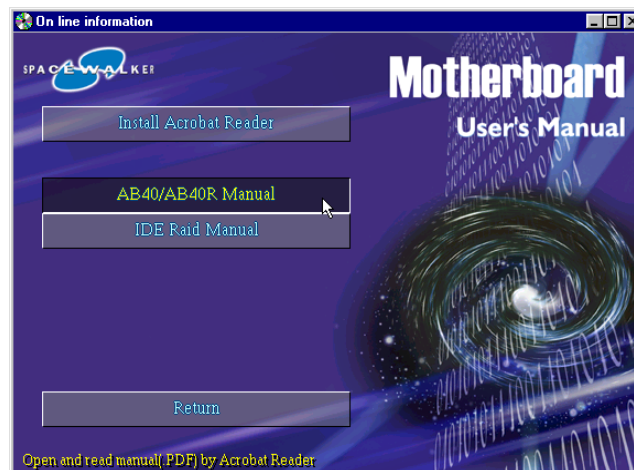 On line information
SPACEWALKER
Motherboard
User's Manual
Install Acrobat Reader
AB40/AB40R Manual
IDE Raid Manual
Return
Open and read manual(.PDF) by Acrobat Reader